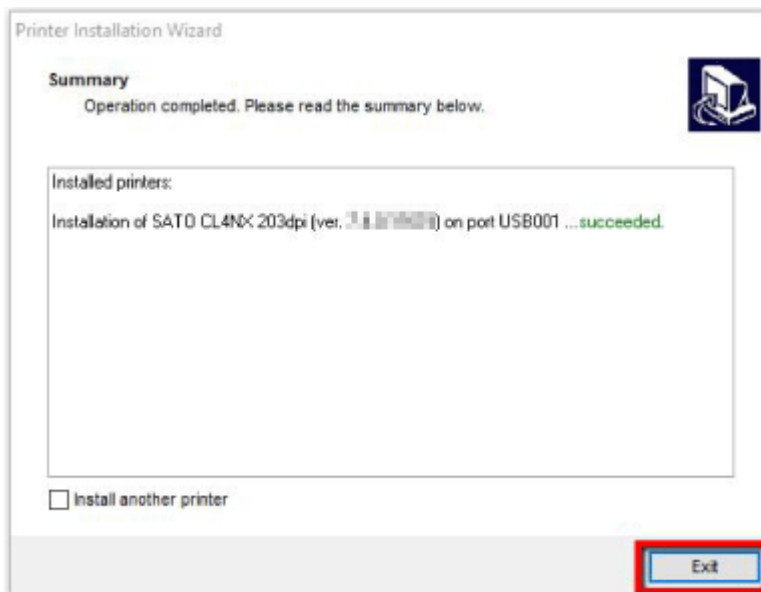 Printer Installation Wizard
Summary
Operation completed. Please read the summary below.
Installed printers:
Installation of SATO CL4NX 203dpi (ver. ) on port USB001 ...succeeded.
Install another printer
Exit